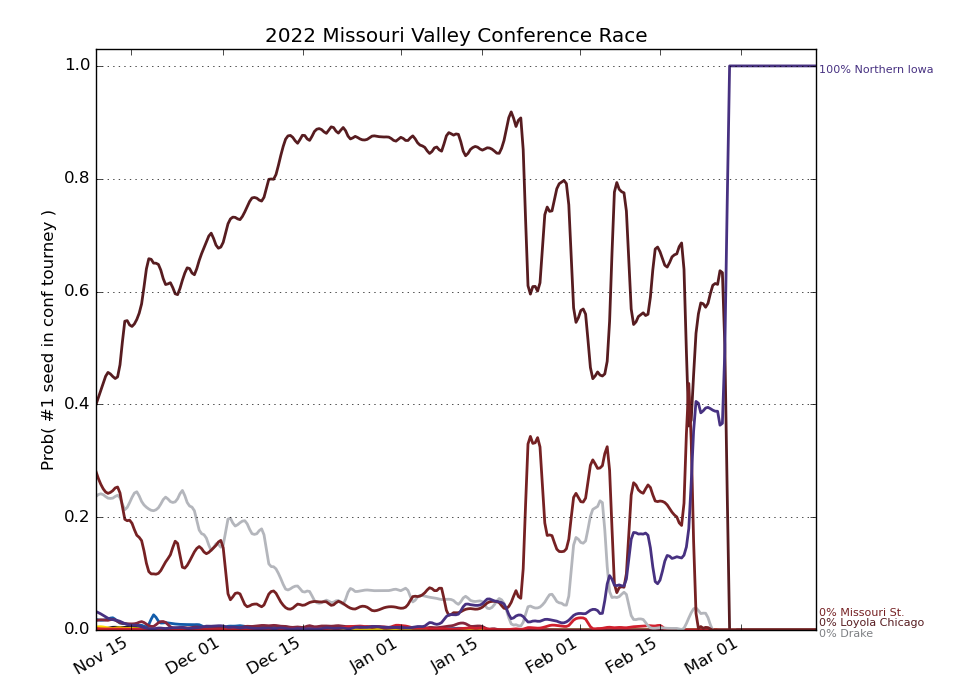 2022 Missouri Valley Conference Race
Prob( #1 seed in conf tourney )
1.0
0.8
0.6
0.4
0.2
0.0
100% Northern Iowa
0% Missouri St.
0% Loyola Chicago
0% Drake
Nov 15
Dec 01
Dec 15
Jan 01
Jan 15
Feb 01
Feb 15
Mar 01